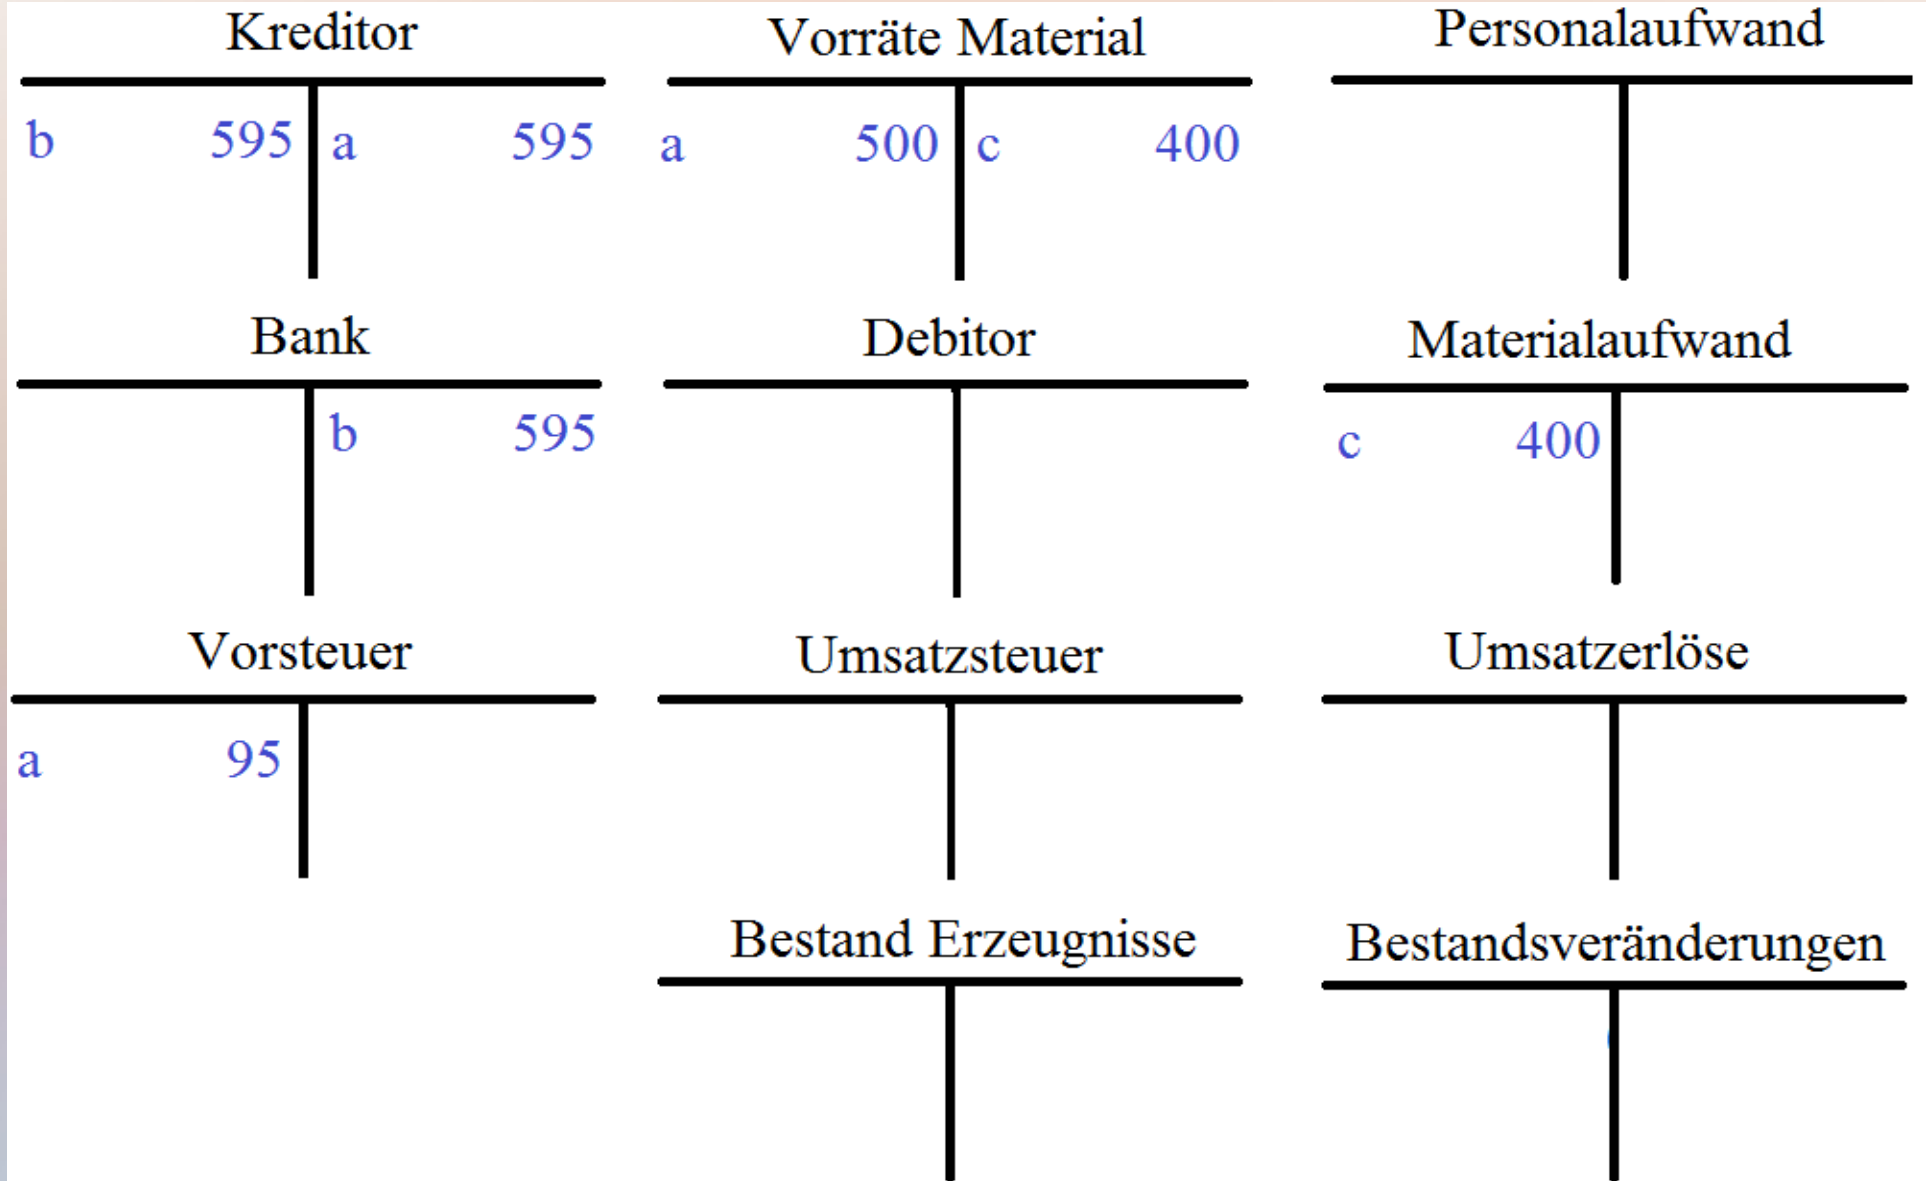 Kreditor
Vorräte Material
Personalaufwand
b 595 a 595
a 500 c 400
Bank
Debitor
Materialaufwand
b 595
c 400
Vorsteuer
Umsatzsteuer
Umsatzerlöse
a 95
Bestand Erzeugnisse
Bestandsveränderungen